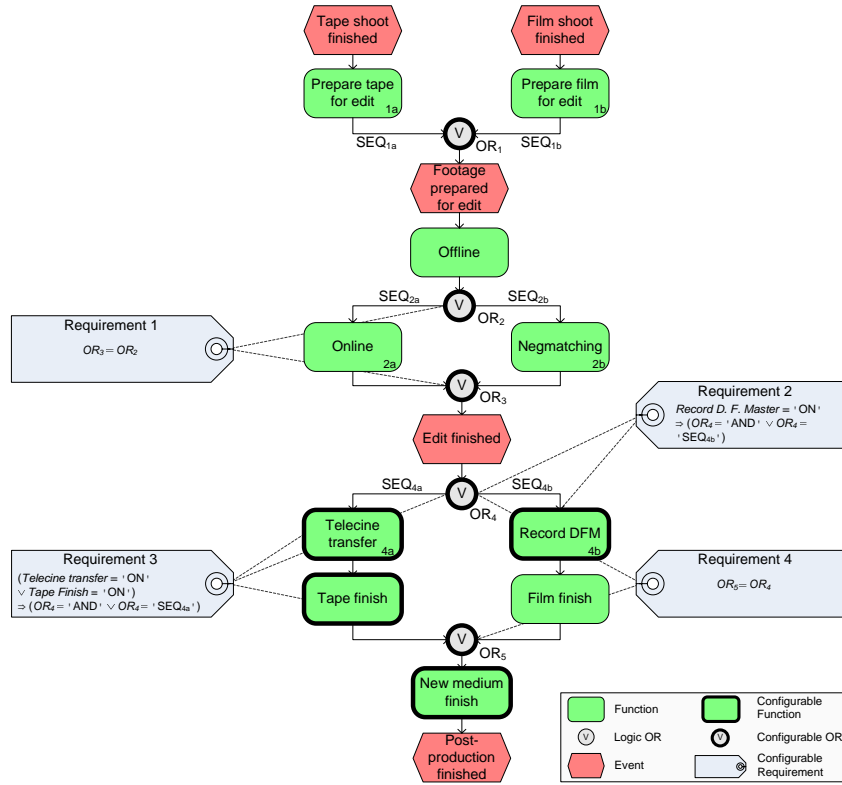 Tape shoot
finished
Film shoot
finished
Prepare tape
for edit
1a
Prepare film
for edit
1b
V
SEQ1a
OR1
SEQ1b
Footage
prepared
for edit
Offline
SEQ2a
V
SEQ2b
OR2
Requirement 1
OR3 = OR2
Online
2a
Negmatching
2b
V
OR3
Requirement 2
Record D. F. Master = 'ON'
⇒ (OR4 = 'AND' ∨ OR4 =
'SEQ4b')
Edit finished
SEQ4a
V
SEQ4b
OR4
Telecine
transfer
4a
Record DFM
4b
Requirement 3
(Telecine transfer = 'ON'
∨ Tape Finish = 'ON')
⇒ (OR4 = 'AND' ∨ OR4 = 'SEQ4a')
Requirement 4
OR5 = OR4
Tape finish
Film finish
V
OR5
New medium
finish
Post-
production
finished
Function
Configurable
Function
V
Logic OR
V
Configurable OR
Event
Configurable
Requirement